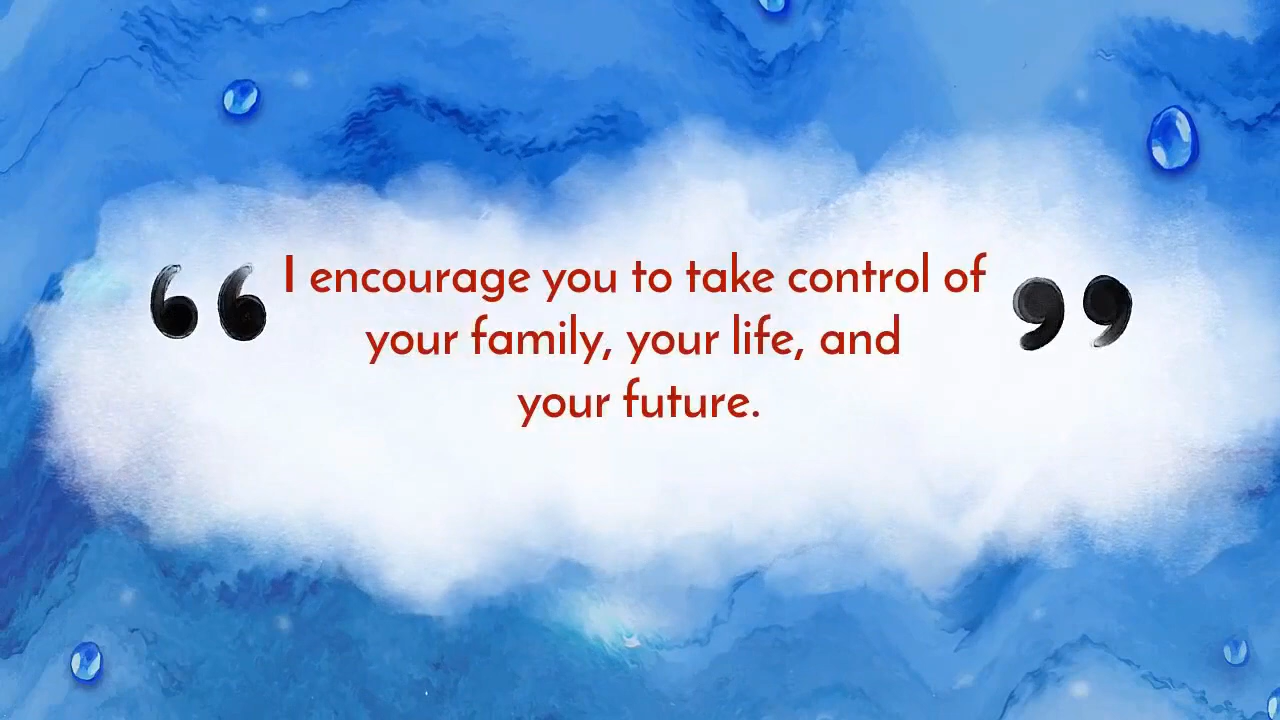 “ I encourage you to take control of ”
your family, your life, and
your future.